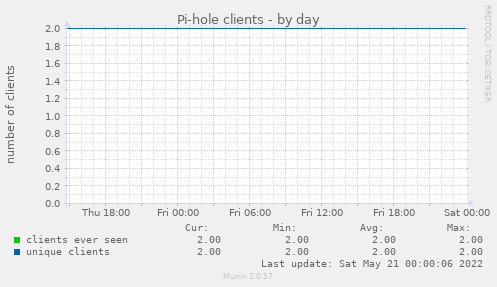 Pi-hole clients - by day
RRDTOOL / TOBI OETIKER
number of clients
2.0
1.8
1.6
1.4
1.2
1.0
0.8
0.6
0.4
0.2
0.0
Thu 18:00 Fri 00:00 Fri 06:00 Fri 12:00 Fri 18:00 Sat 00:00
Cur: Min: Avg: Max:
clients ever seen 2.00 2.00 2.00 2.00
unique clients 2.00 2.00 2.00 2.00
Last update: Sat May 21 00:00:06 2022
Munin 2.0.57